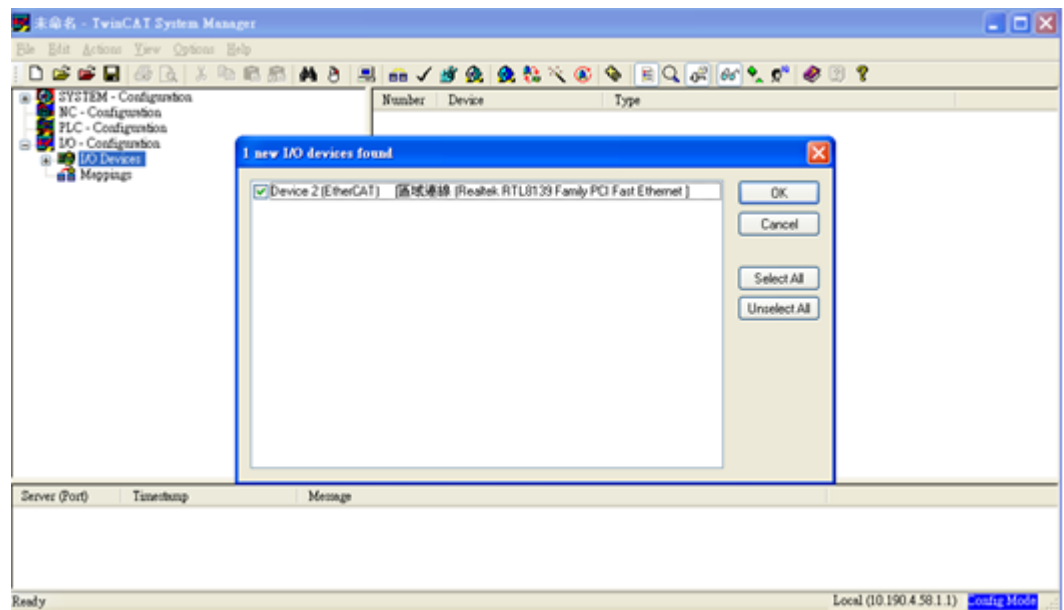 未命名 - TwinCAT System Manager
File Edit Actions View Options Help
SYSTEM - Configuration
NC - Configuration
PLC - Configuration
I/O - Configuration
I/O Devices
Mappings
Number Device Type
1 new I/O devices found
Device 2 (EtherCAT) [區域連線 (Realtek RTL8139 Family PCI Fast Ethernet ]
OK
Cancel
Select All
Unselect All
Server (Port) Timestamp Message
Ready Local (10.190.4.58.1.1) Config Mode